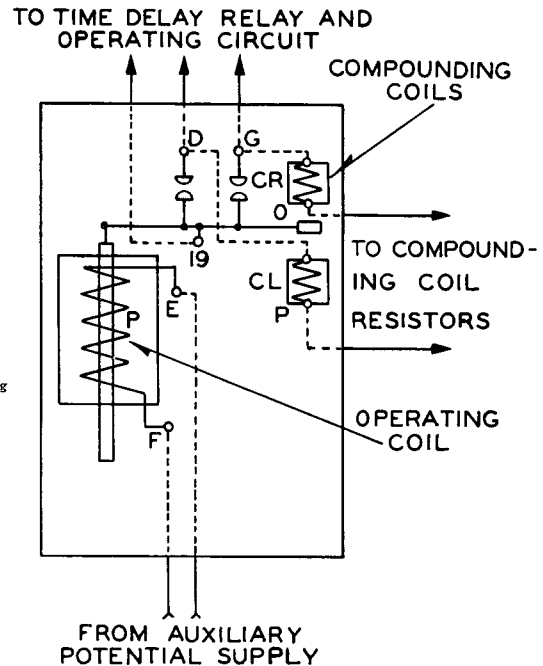 TO TIME DELAY RELAY AND
OPERATING CIRCUIT
COMPOUNDING
COILS
D
G
CR
O
19
TO COMPOUND-
ING COIL
RESISTORS
CL
P
E
P
g
OPERATING
COIL
F
FROM AUXILIARY
POTENTIAL SUPPLY